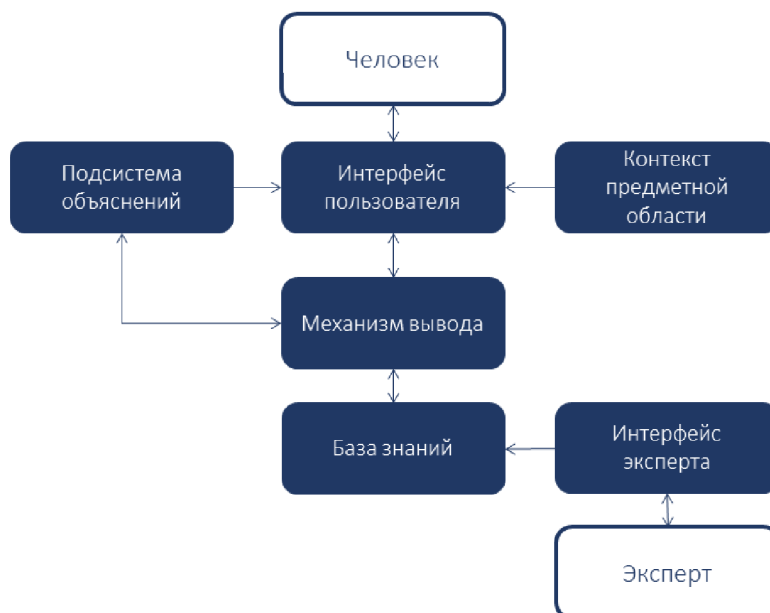 Человек
Подсистема
объяснений
Интерфейс
пользователя
Контекст
предметной
области
Механизм вывода
База знаний
Интерфейс
эксперта
Эксперт